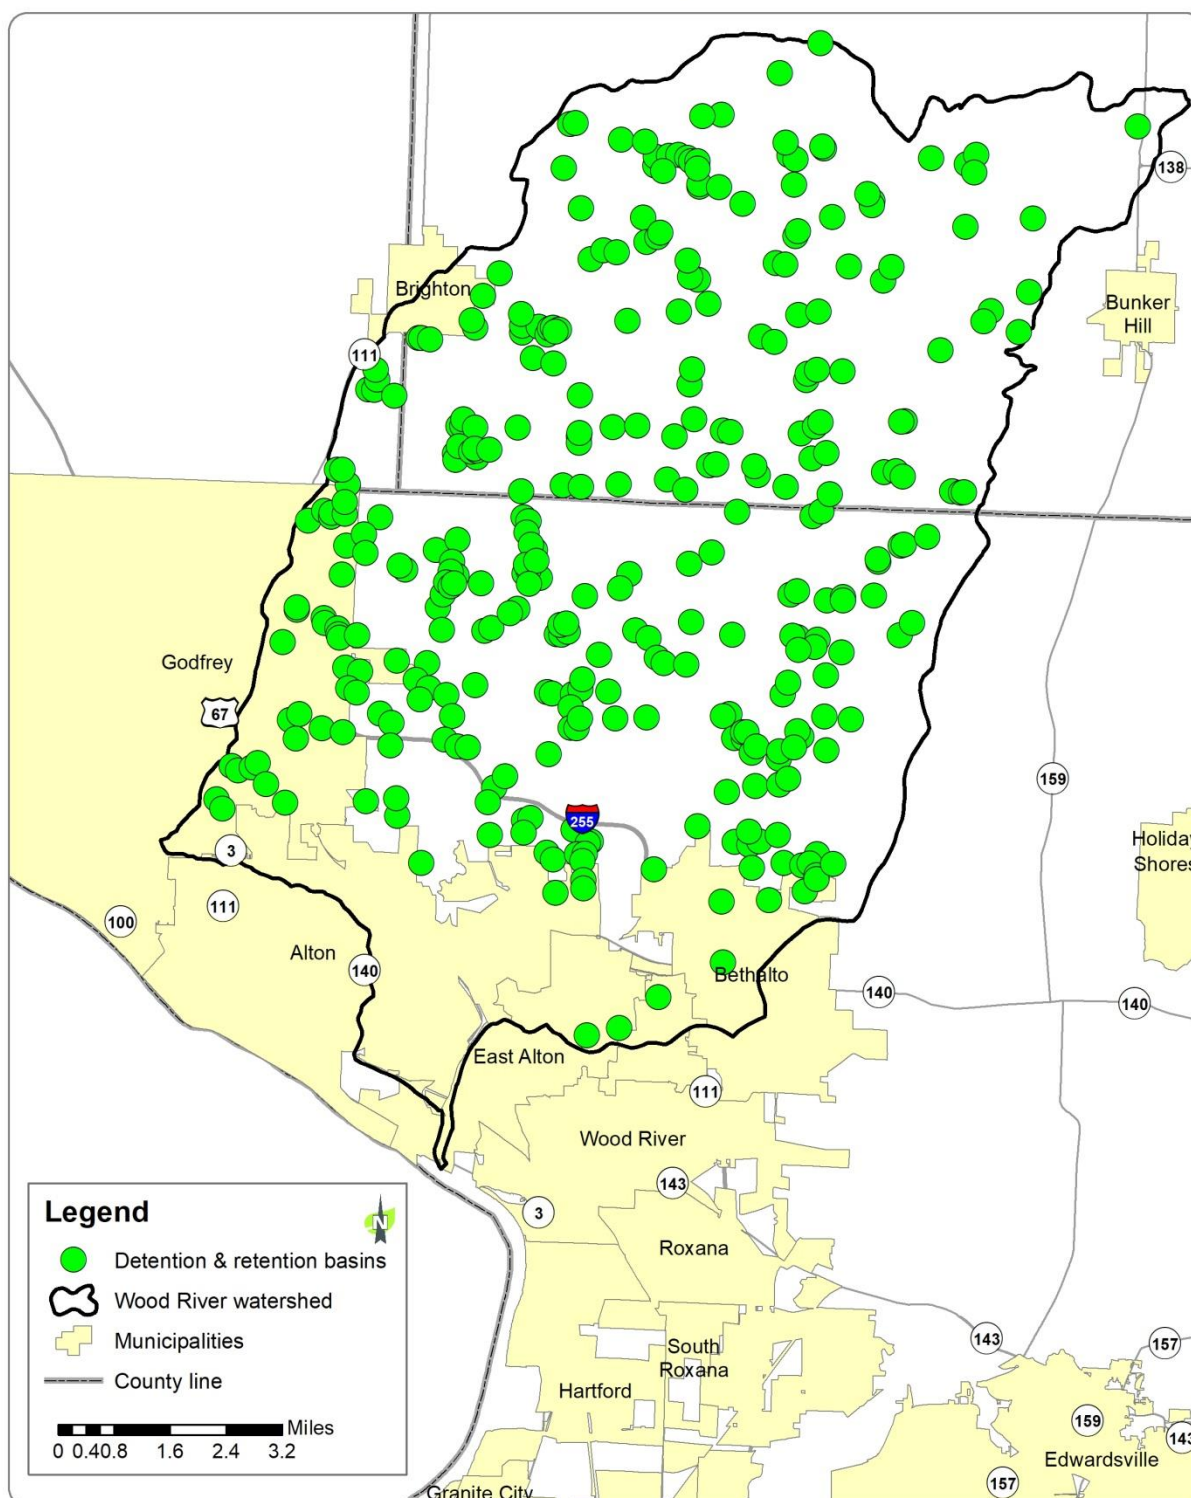 138
Brighton
Bunker
Hill
111
Godfrey
67
159
255
Holiday
Shores
3
111
100
Alton
140
Bethalto
140
140
East Alton
111
Wood River
143
3
Roxana
143
157
South
Roxana
Hartford
159
143
Edwardsville
157
Granite City
Legend
N
Detention & retention basins
Wood River watershed
Municipalities
County line
Miles
0 0.40.8 1.6 2.4 3.2